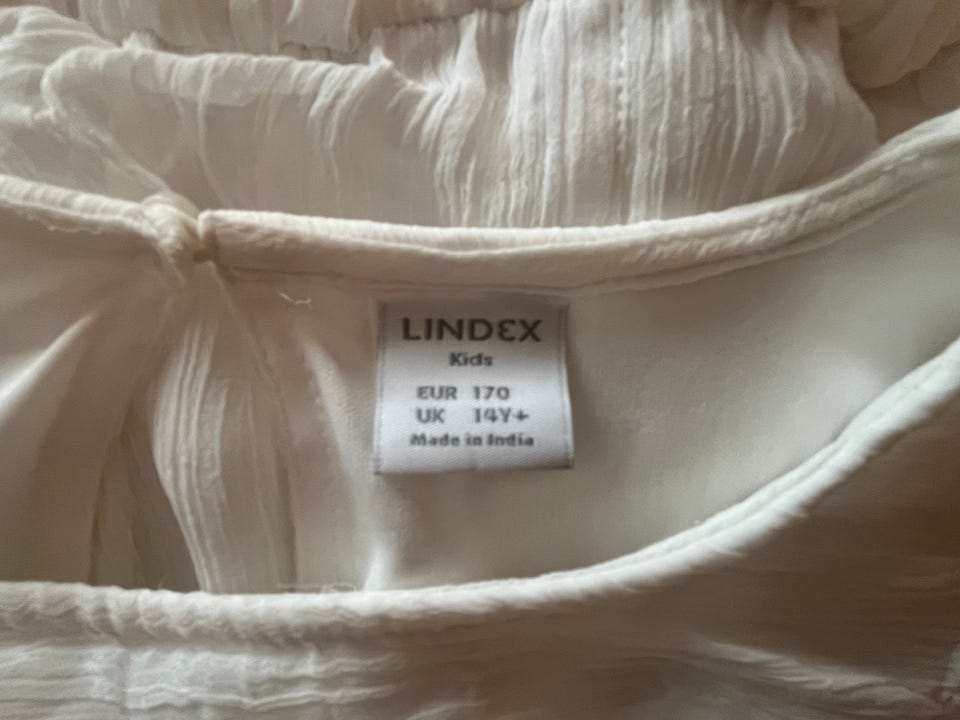 LINDEX
Kids
EUR 170
UK 14Y+
Made in India